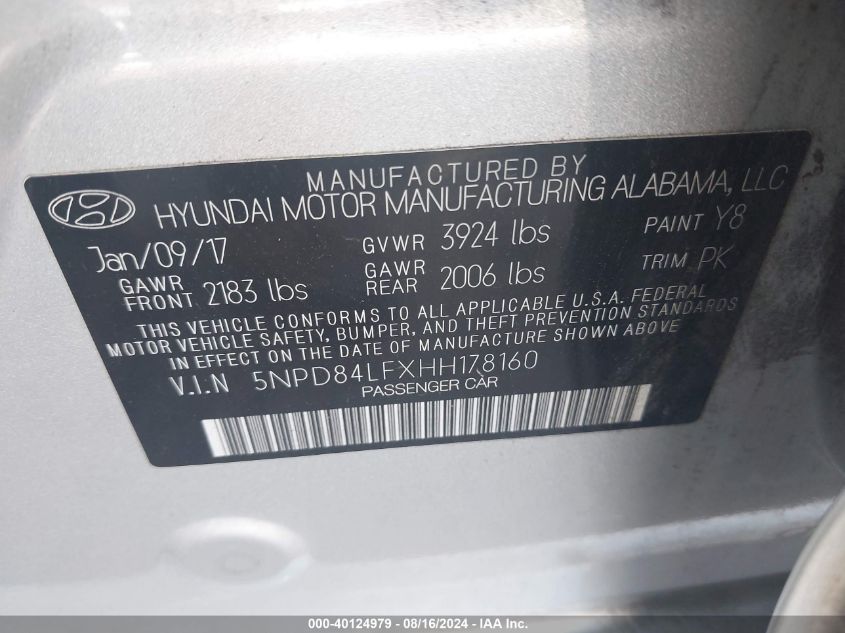 MANUFACTURED BY
HYUNDAI MOTOR MANUFACTURING ALABAMA, LLC
Jan/09/17 GVWR 3924 lbs PAINT Y8
GAWR FRONT 2183 lbs GAWR REAR 2006 lbs TRIM PK
THIS VEHICLE CONFORMS TO ALL APPLICABLE U.S.A. FEDERAL
MOTOR VEHICLE SAFETY, BUMPER, AND THEFT PREVENTION STANDARDS
IN EFFECT ON THE DATE OF MANUFACTURE SHOWN ABOVE
V.I.N 5NPD84LFXHH178160
PASSENGER CAR
000-40124979 - 08/16/2024 - IAA Inc.